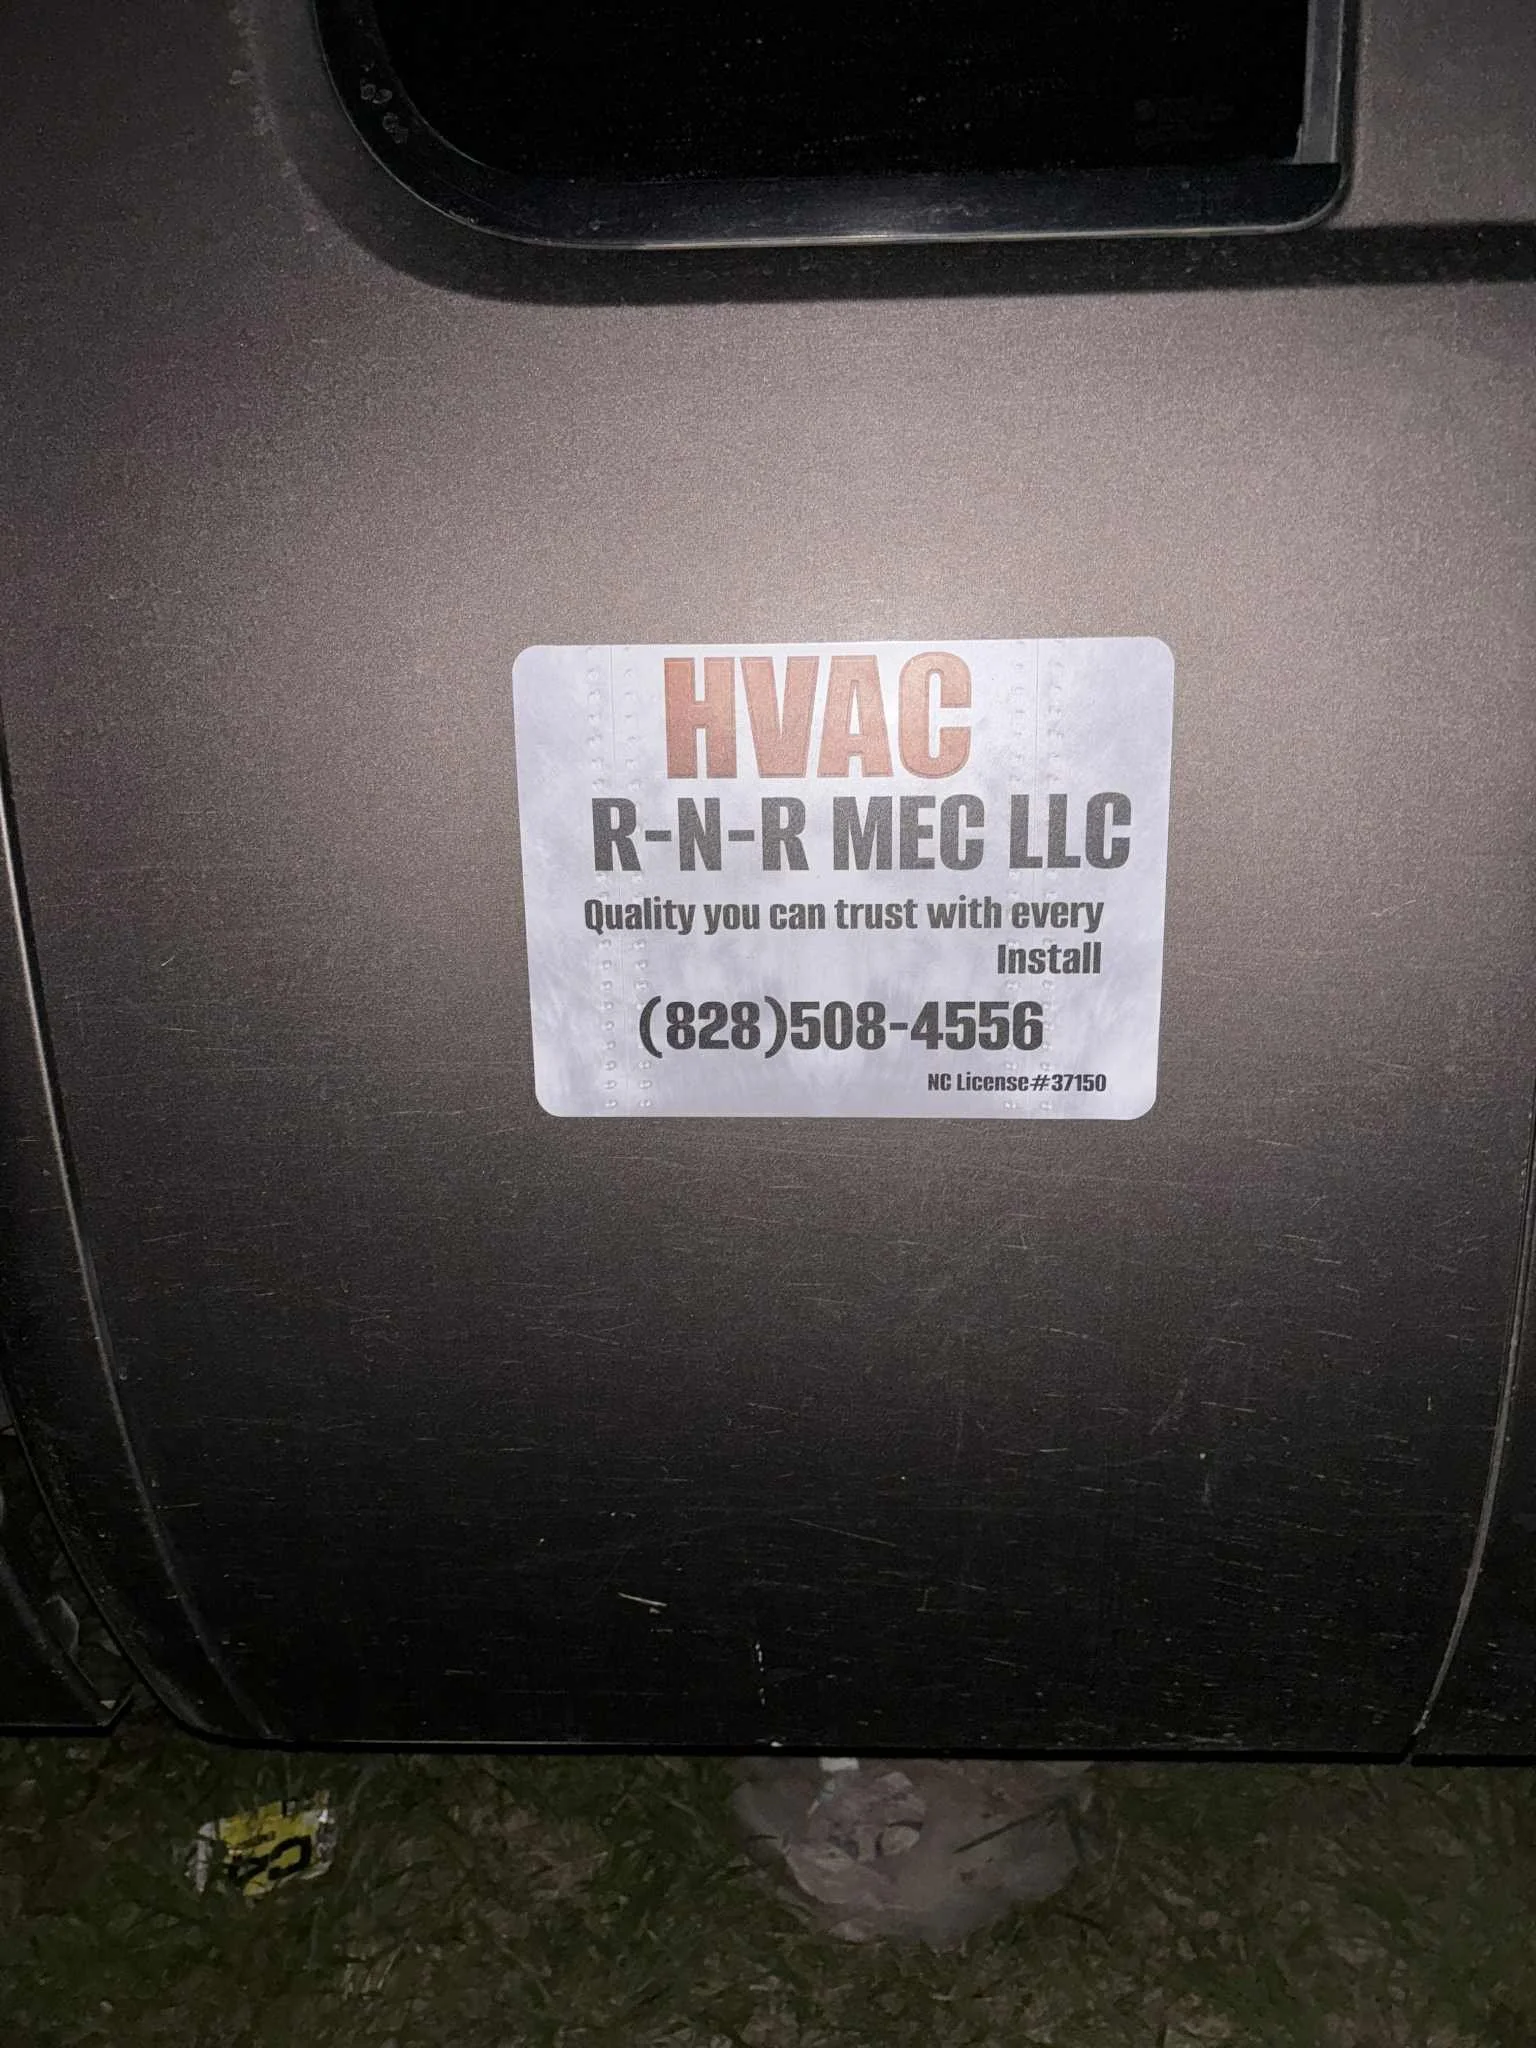 HVAC
R-N-R MEC LLC
Quality you can trust with every
Install
(828)508-4556
NC License#37150